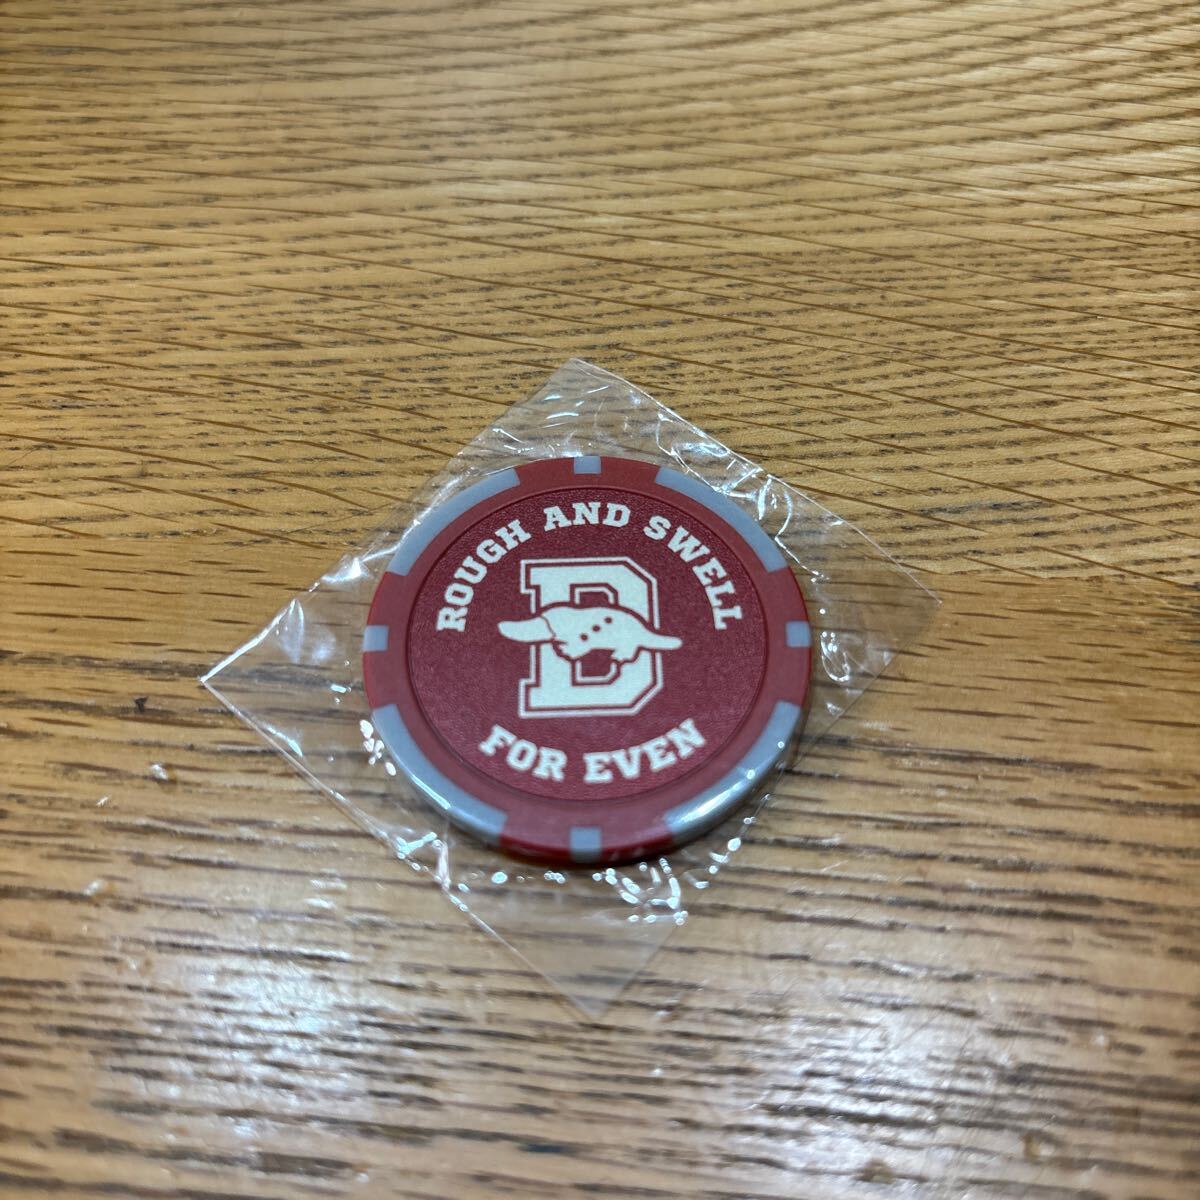 ROUGH AND SWELL
D
FOR EVEN